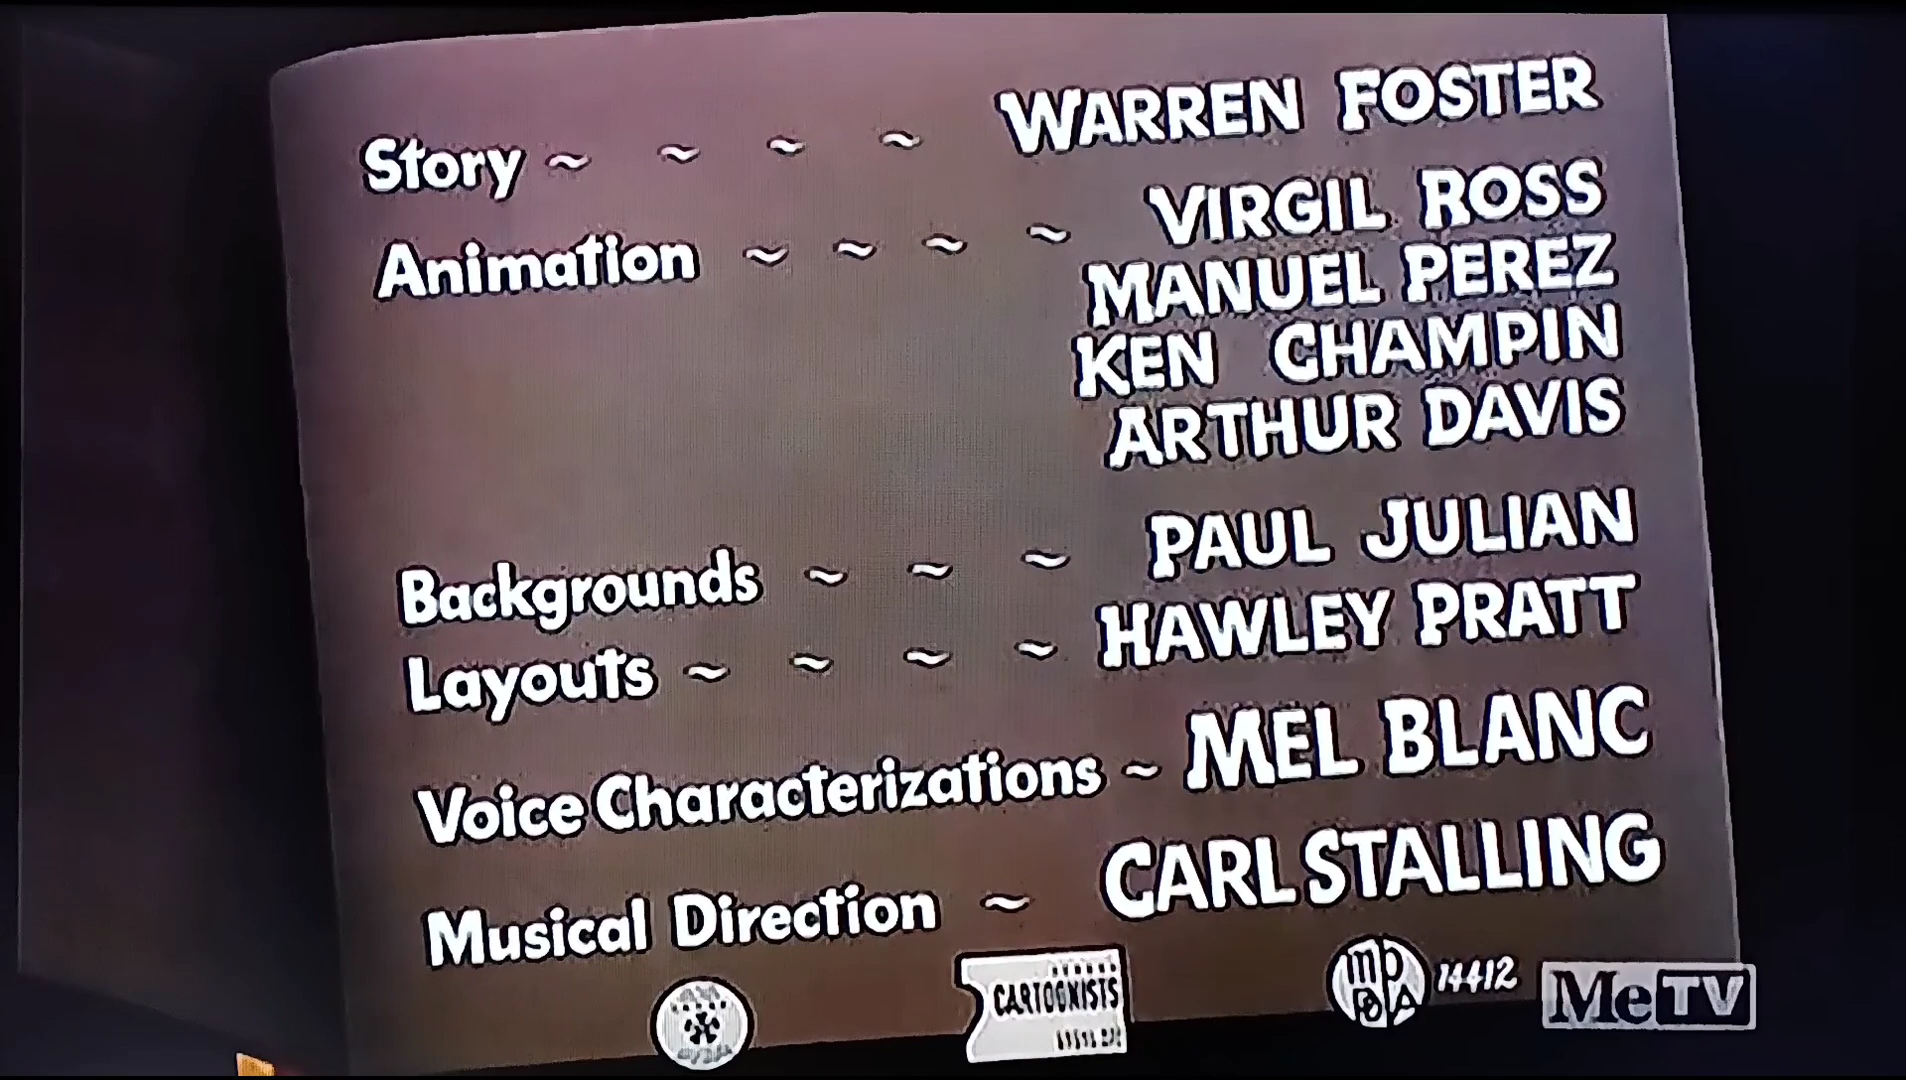 Story ~ ~ ~ ~ WARREN FOSTER
Animation ~ ~ ~ ~ VIRGIL ROSS
MANUEL PEREZ
KEN CHAMPIN
ARTHUR DAVIS
Backgrounds ~ ~ ~ PAUL JULIAN
Layouts ~ ~ ~ ~ HAWLEY PRATT
Voice Characterizations ~ MEL BLANC
Musical Direction ~ CARL STALLING
CARTOONISTS
MPPDA 14412
MeTV